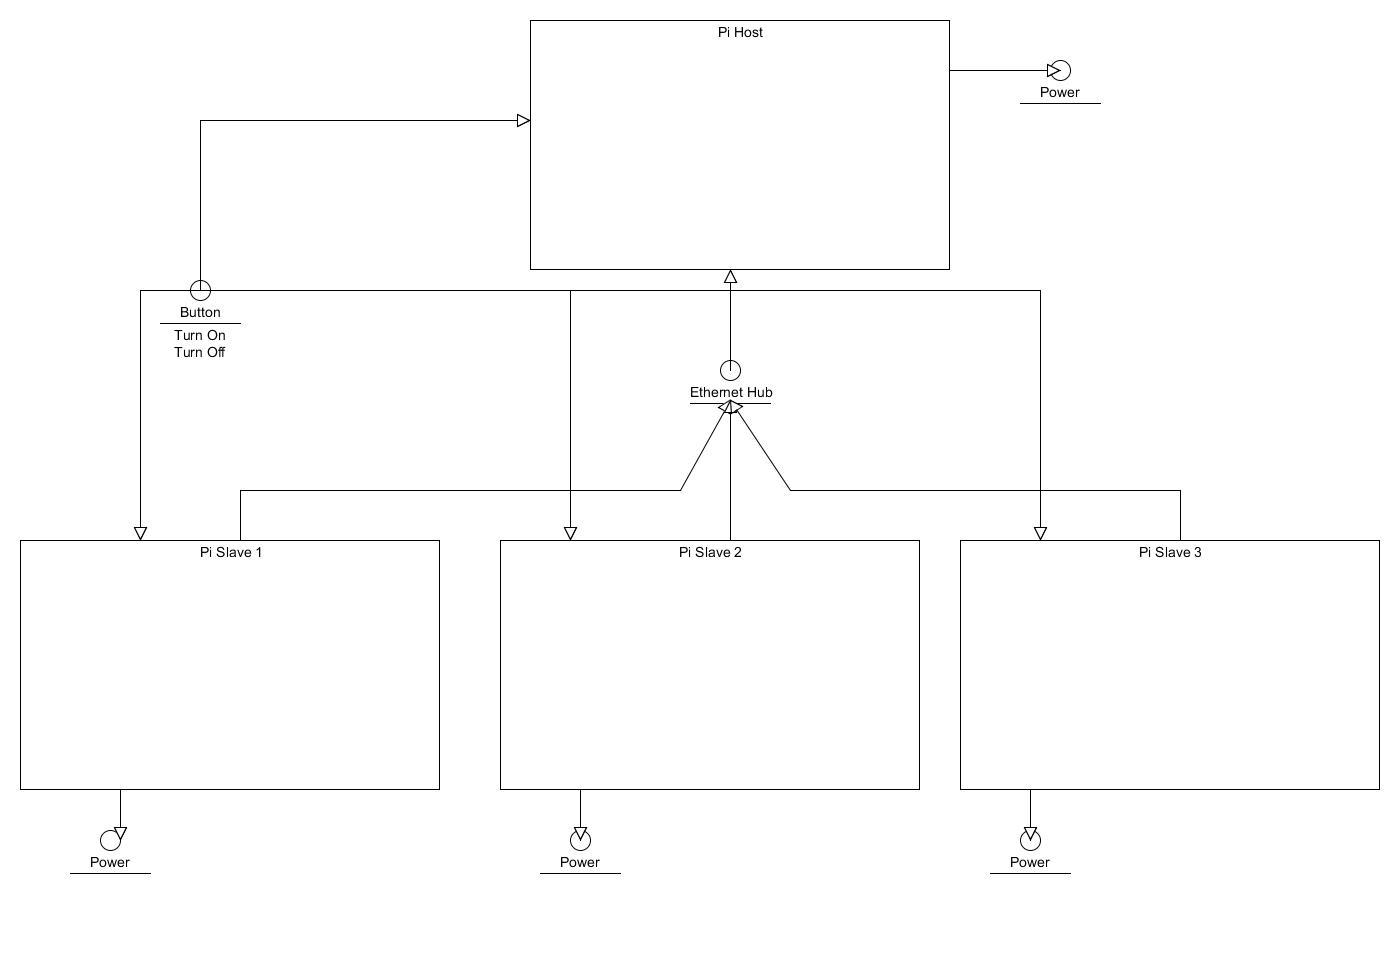 Pi Host
Power
Button
Turn On
Turn Off
Ethernet Hub
Pi Slave 1
Pi Slave 2
Pi Slave 3
Power
Power
Power